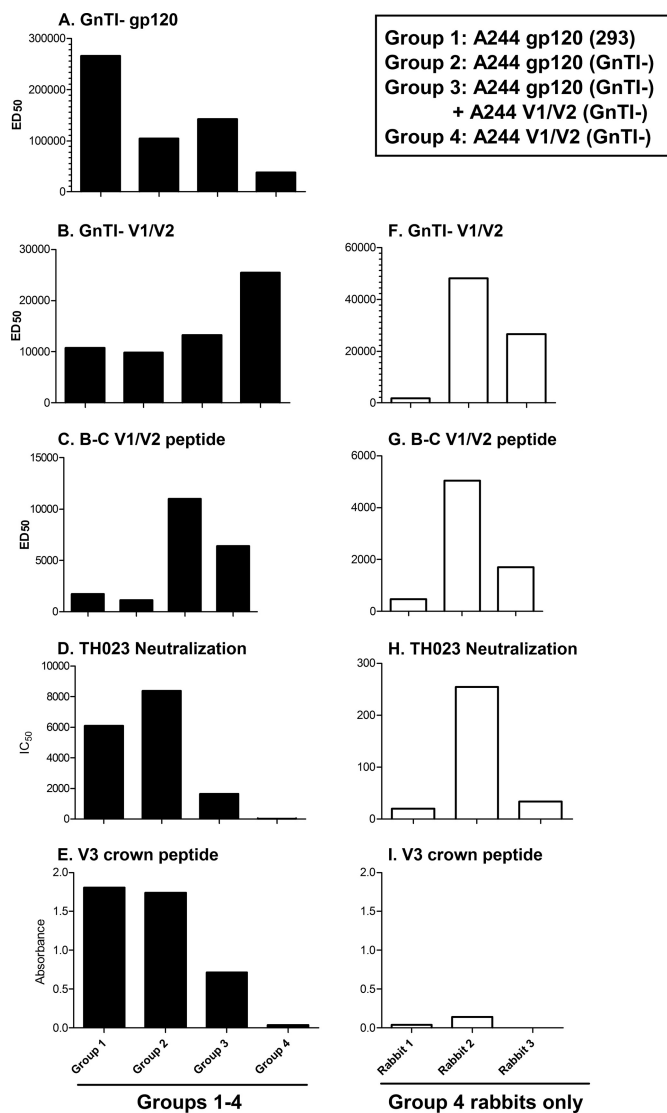 A. GnTI- gp120
300000
200000
100000
0
ED50
Group 1: A244 gp120 (293)
Group 2: A244 gp120 (GnTI-)
Group 3: A244 gp120 (GnTI-)
+ A244 V1/V2 (GnTI-)
Group 4: A244 V1/V2 (GnTI-)
B. GnTI- V1/V2
30000
20000
10000
0
ED50
F. GnTI- V1/V2
60000
40000
20000
0
C. B-C V1/V2 peptide
15000
10000
5000
0
ED50
G. B-C V1/V2 peptide
6000
4000
2000
0
D. TH023 Neutralization
10000
8000
6000
4000
2000
0
IC50
H. TH023 Neutralization
300
200
100
0
E. V3 crown peptide
2.0
1.5
1.0
0.5
0.0
Absorbance
Group 1
Group 2
Group 3
Group 4
Groups 1-4
I. V3 crown peptide
2.0
1.5
1.0
0.5
0.0
Rabbit 1
Rabbit 2
Rabbit 3
Group 4 rabbits only